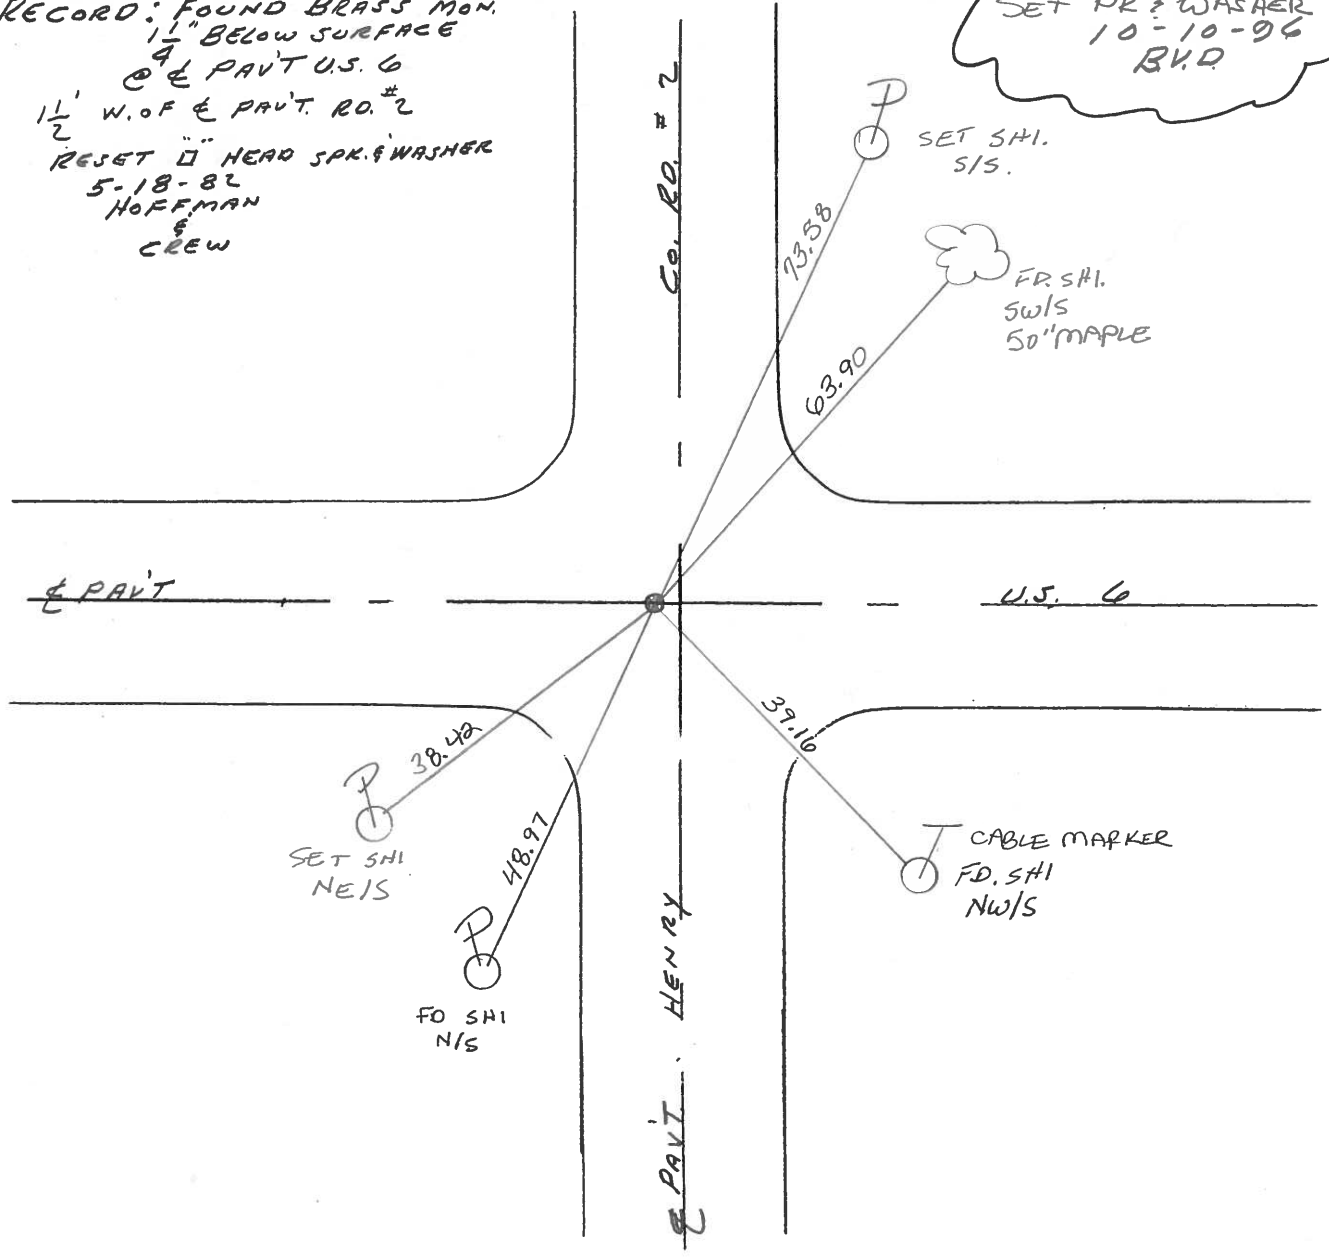 RECORD: FOUND BRASS MON.
1 1/4" BELOW SURFACE
@ ℄ PAV'T U.S. 6
1 1/2' W. OF ℄ PAV'T. RD. #2
RESET "□" HEAD SPK. & WASHER
5-18-82
HOFFMAN
&
CREW
SET PK & WASHER
10-10-96
B.V.D.
SET SHI.
S/S.
FD. SHI.
SW/S
50" MAPLE
CO. RD. # 2
73.58
63.90
℄ PAV'T
U.S. 6
38.42
SET SHI
NE/S
48.97
FD SHI
N/S
39.16
CABLE MARKER
FD. SHI
NW/S
℄ PAV'T. HENRY